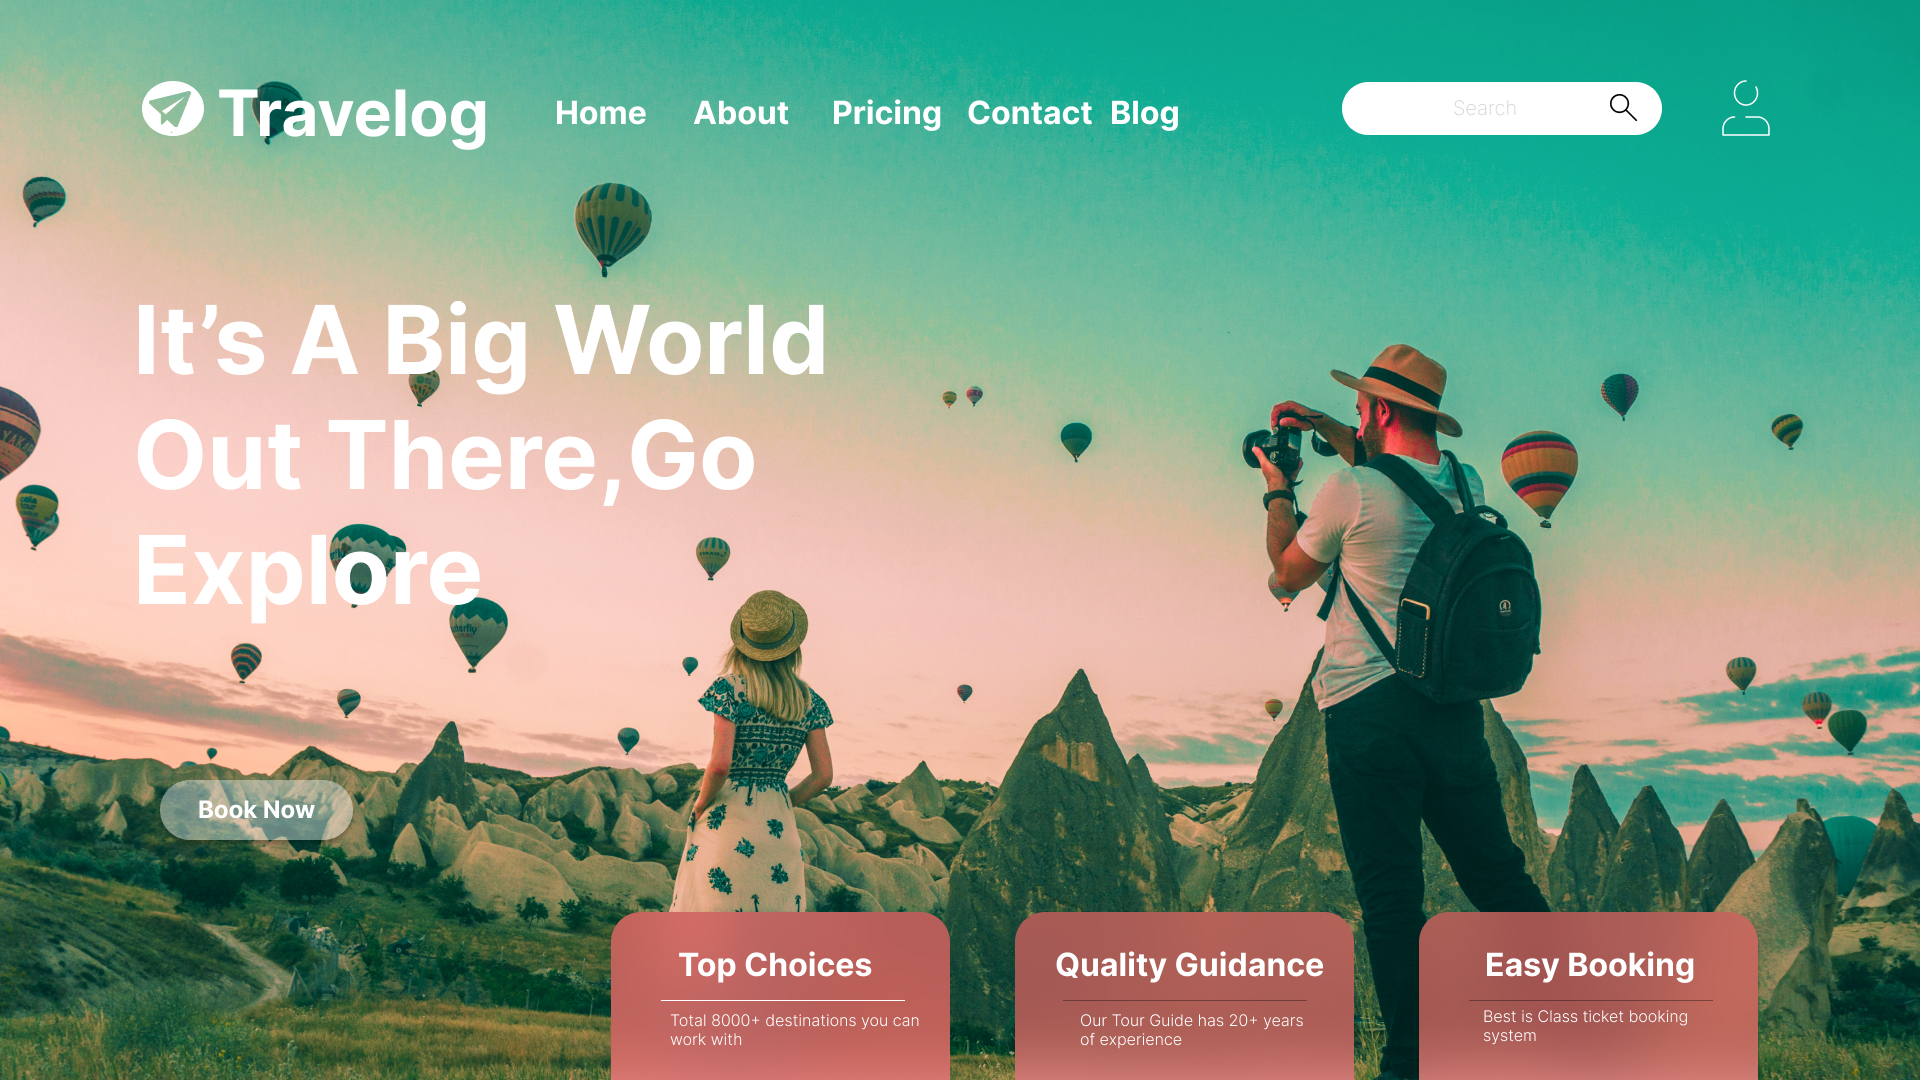 Travelog
Home About Pricing Contact Blog
Search
It’s A Big World
Out There,Go
Explore
Book Now
Top Choices
Total 8000+ destinations you can
work with
Quality Guidance
Our Tour Guide has 20+ years
of experience
Easy Booking
Best is Class ticket booking
system